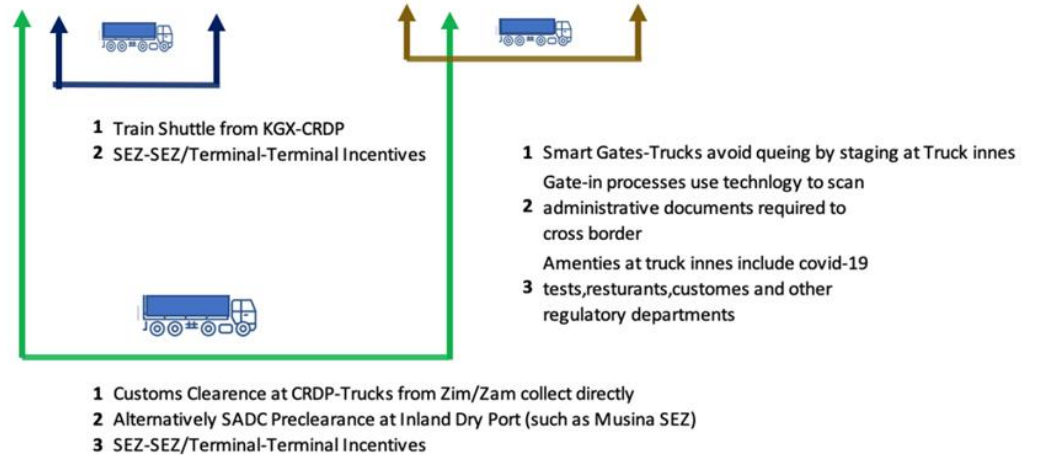 1 Train Shuttle from KGX-CRDP
2 SEZ-SEZ/Terminal-Terminal Incentives
1 Smart Gates-Trucks avoid queing by staging at Truck innes
Gate-in processes use technlogy to scan
2 administrative documents required to
cross border
Amenties at truck innes include covid-19
3 tests,resturants,customes and other
regulatory departments
1 Customs Clearence at CRDP-Trucks from Zim/Zam collect directly
2 Alternatively SADC Preclearance at Inland Dry Port (such as Musina SEZ)
3 SEZ-SEZ/Terminal-Terminal Incentives